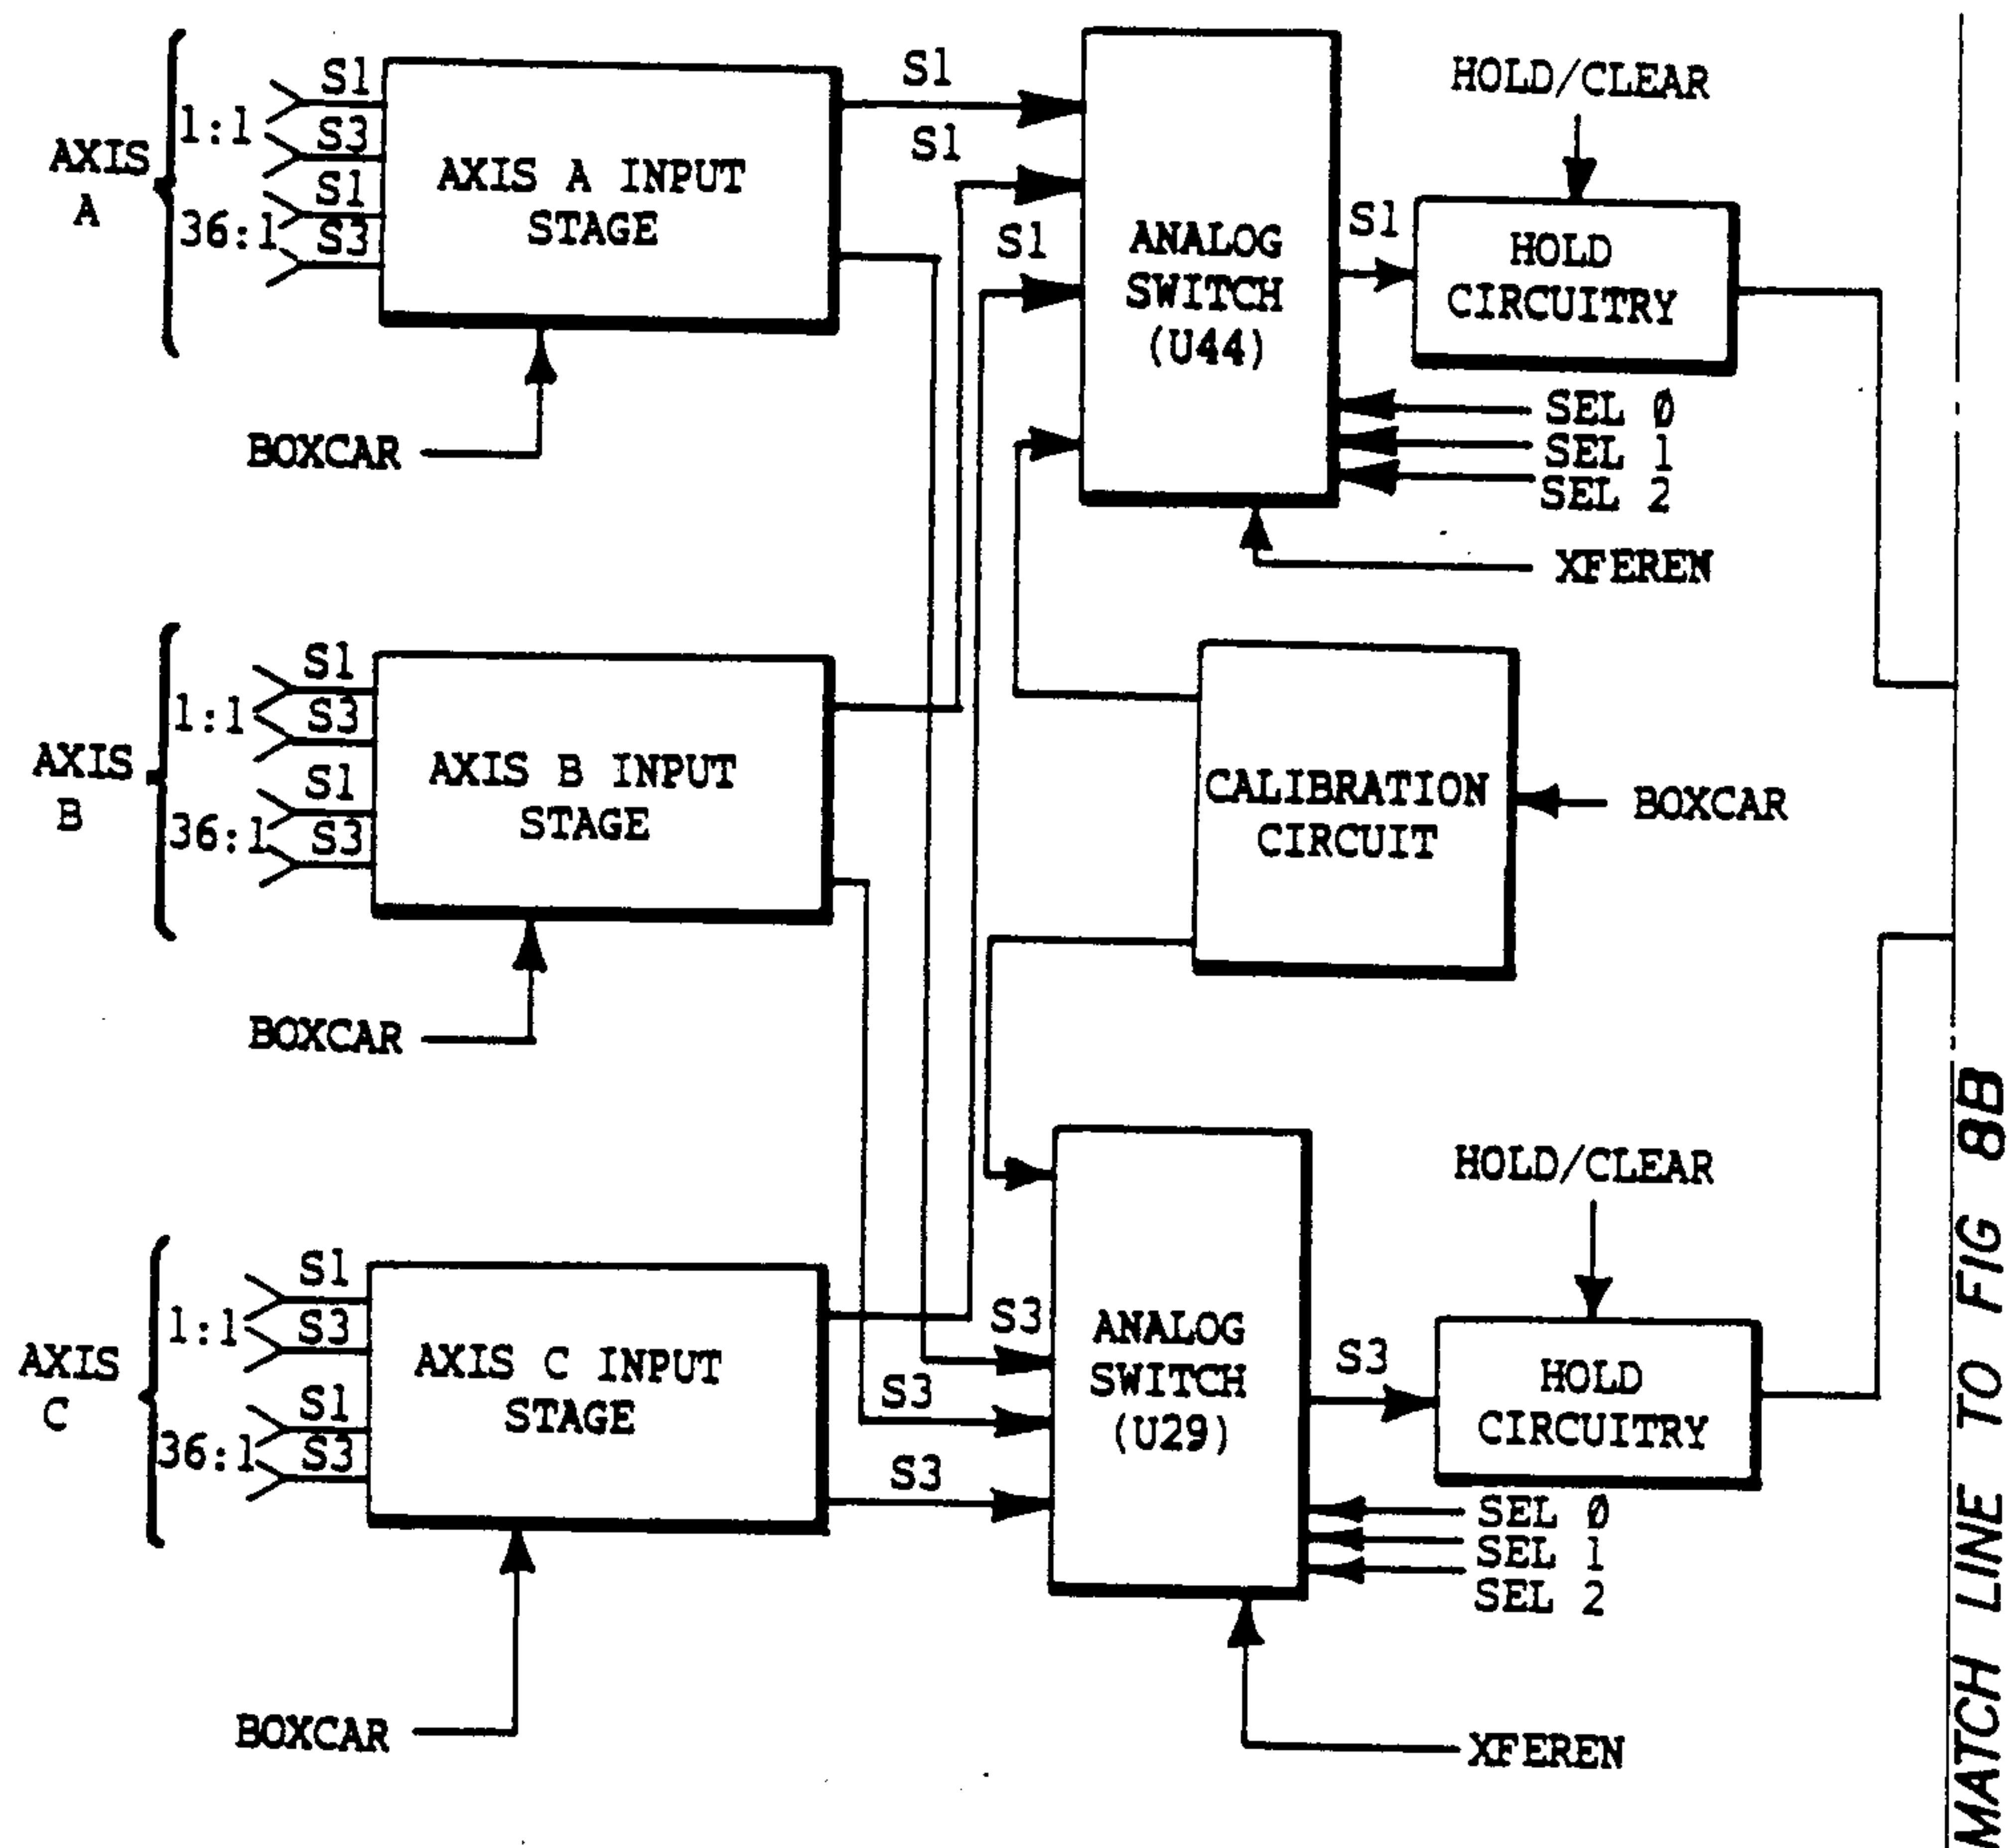 AXIS
A
1:1
S1
S3
36:1
S1
S3
AXIS A INPUT
STAGE
BOXCAR
S1
S1
S1
ANALOG
SWITCH
(U44)
S1
HOLD/CLEAR
HOLD
CIRCUITRY
SEL 0
SEL 1
SEL 2
XFEREN
AXIS
B
1:1
S1
S3
36:1
S1
S3
AXIS B INPUT
STAGE
BOXCAR
CALIBRATION
CIRCUIT
BOXCAR
AXIS
C
1:1
S1
S3
36:1
S1
S3
AXIS C INPUT
STAGE
BOXCAR
S3
S3
S3
ANALOG
SWITCH
(U29)
S3
HOLD/CLEAR
HOLD
CIRCUITRY
SEL 0
SEL 1
SEL 2
XFEREN
MATCH LINE TO FIG 8B